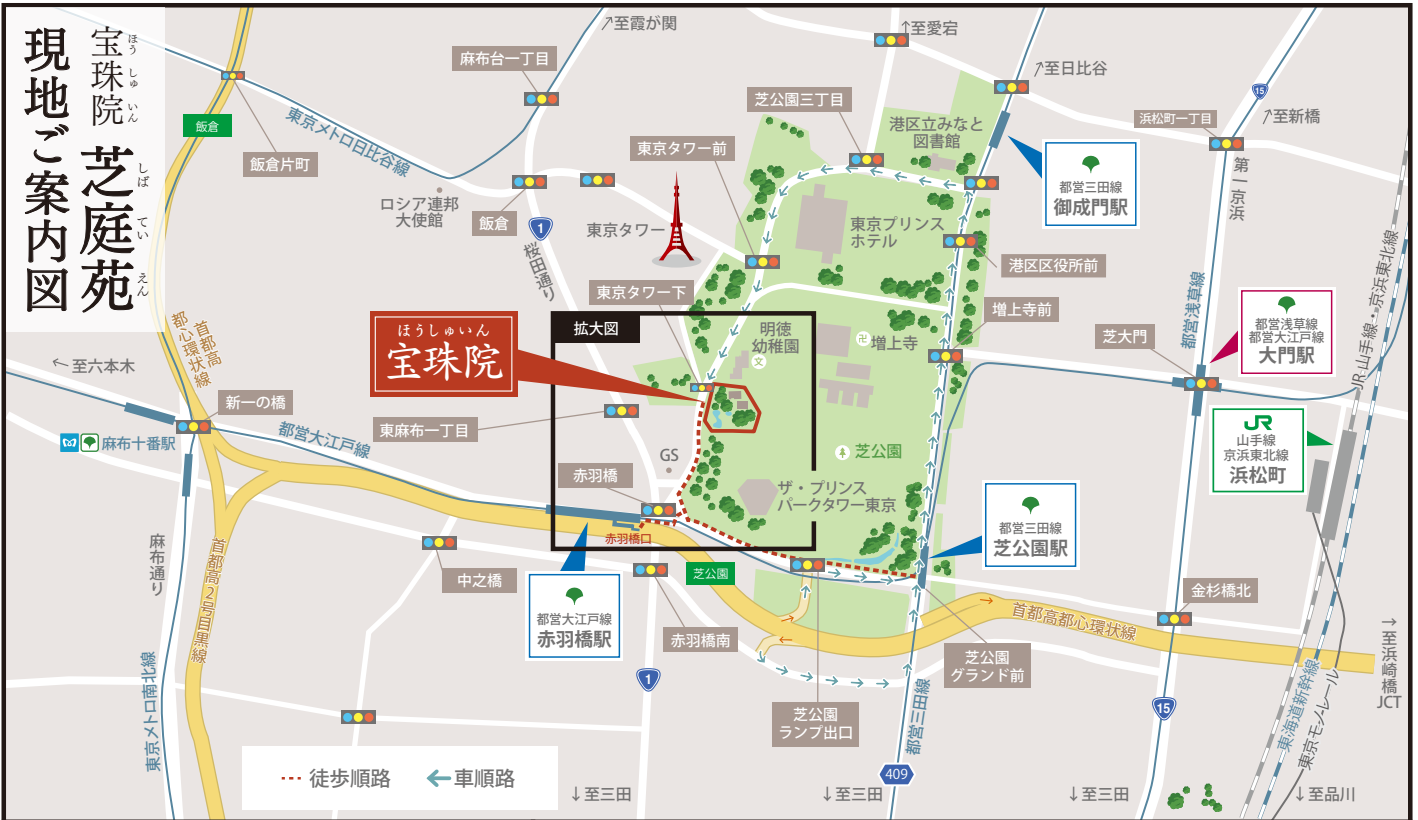 宝珠院 芝庭苑
ほう しゅ いん
しば てい えん
現地ご案内図
↗至霞が関
↑至愛宕
↗至日比谷
15
↗至新橋
麻布台一丁目
飯倉
飯倉片町
東京メトロ日比谷線
ロシア連邦
大使館
飯倉
1
桜田通り
東京タワー
東京タワー前
芝公園三丁目
港区立みなと
図書館
都営三田線
御成門駅
浜松町一丁目
第一京浜
東京プリンス
ホテル
港区区役所前
東京タワー下
ほうしゅいん
宝珠院
拡大図
明徳
幼稚園
文
卍
増上寺
増上寺前
都営浅草線
都営浅草線
都営大江戸線
大門駅
芝大門
JR山手線・京浜東北線
JR
山手線
京浜東北線
浜松町
首都高
都心環状線
←至六本木
新一の橋
麻布十番駅
都営大江戸線
東麻布一丁目
GS
赤羽橋
赤羽橋口
芝公園
ザ・プリンス
パークタワー東京
都営三田線
芝公園駅
麻布通り
首都高2号目黒線
中之橋
都営大江戸線
赤羽橋駅
芝公園
赤羽橋南
金杉橋北
首都高都心環状線
芝公園
グランド前
芝公園
ランプ出口
→至浜崎橋
JCT
東京メトロ南北線
1
15
都営三田線
409
東海道新幹線
東京モノレール
徒歩順路
車順路
↓至三田
↓至三田
↓至三田
↓至品川